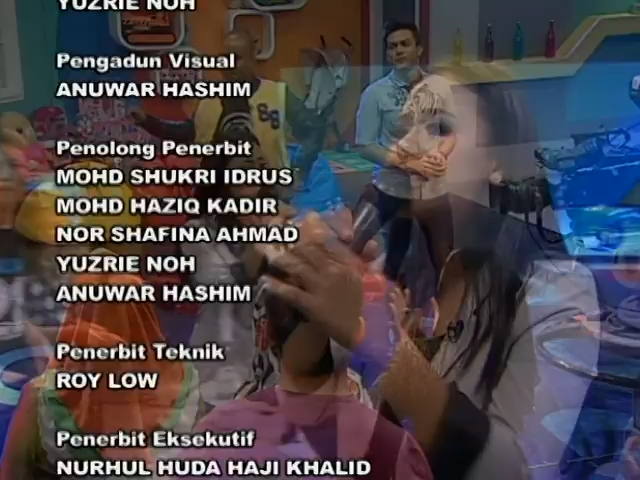 YUZRIE NOH
Pengadun Visual
ANUWAR HASHIM
Penolong Penerbit
MOHD SHUKRI IDRUS
MOHD HAZIQ KADIR
NOR SHAFINA AHMAD
YUZRIE NOH
ANUWAR HASHIM
Penerbit Teknik
ROY LOW
Penerbit Eksekutif
NURHUL HUDA HAJI KHALID